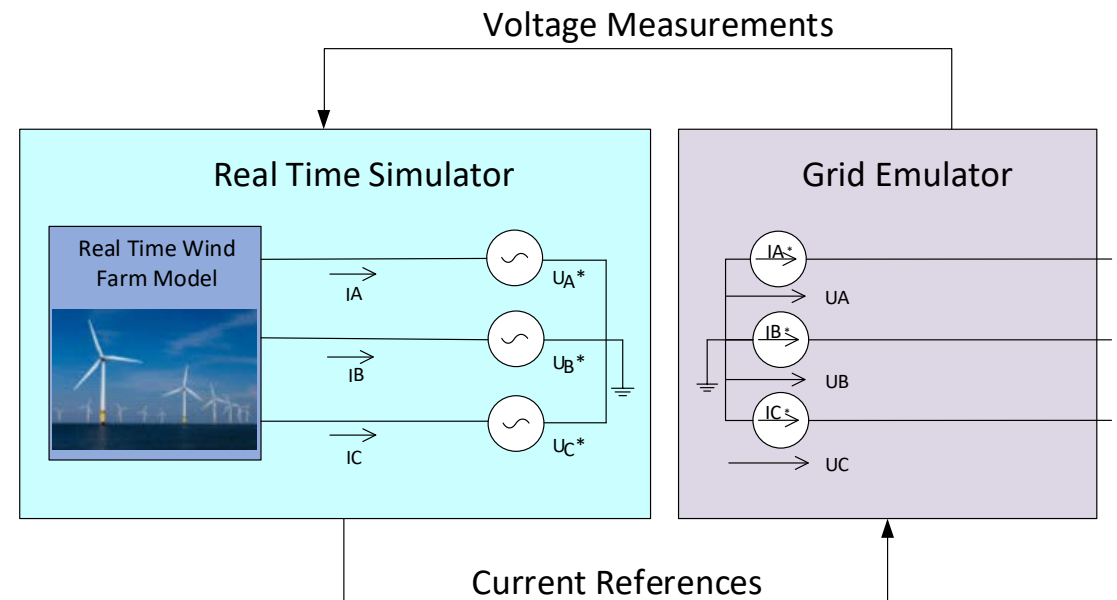 Voltage Measurements
Real Time Simulator
Grid Emulator
Real Time Wind
Farm Model
IA
UA*
IB
UB*
IC
UC*
IA*
UA
IB*
UB
IC*
UC
Current References